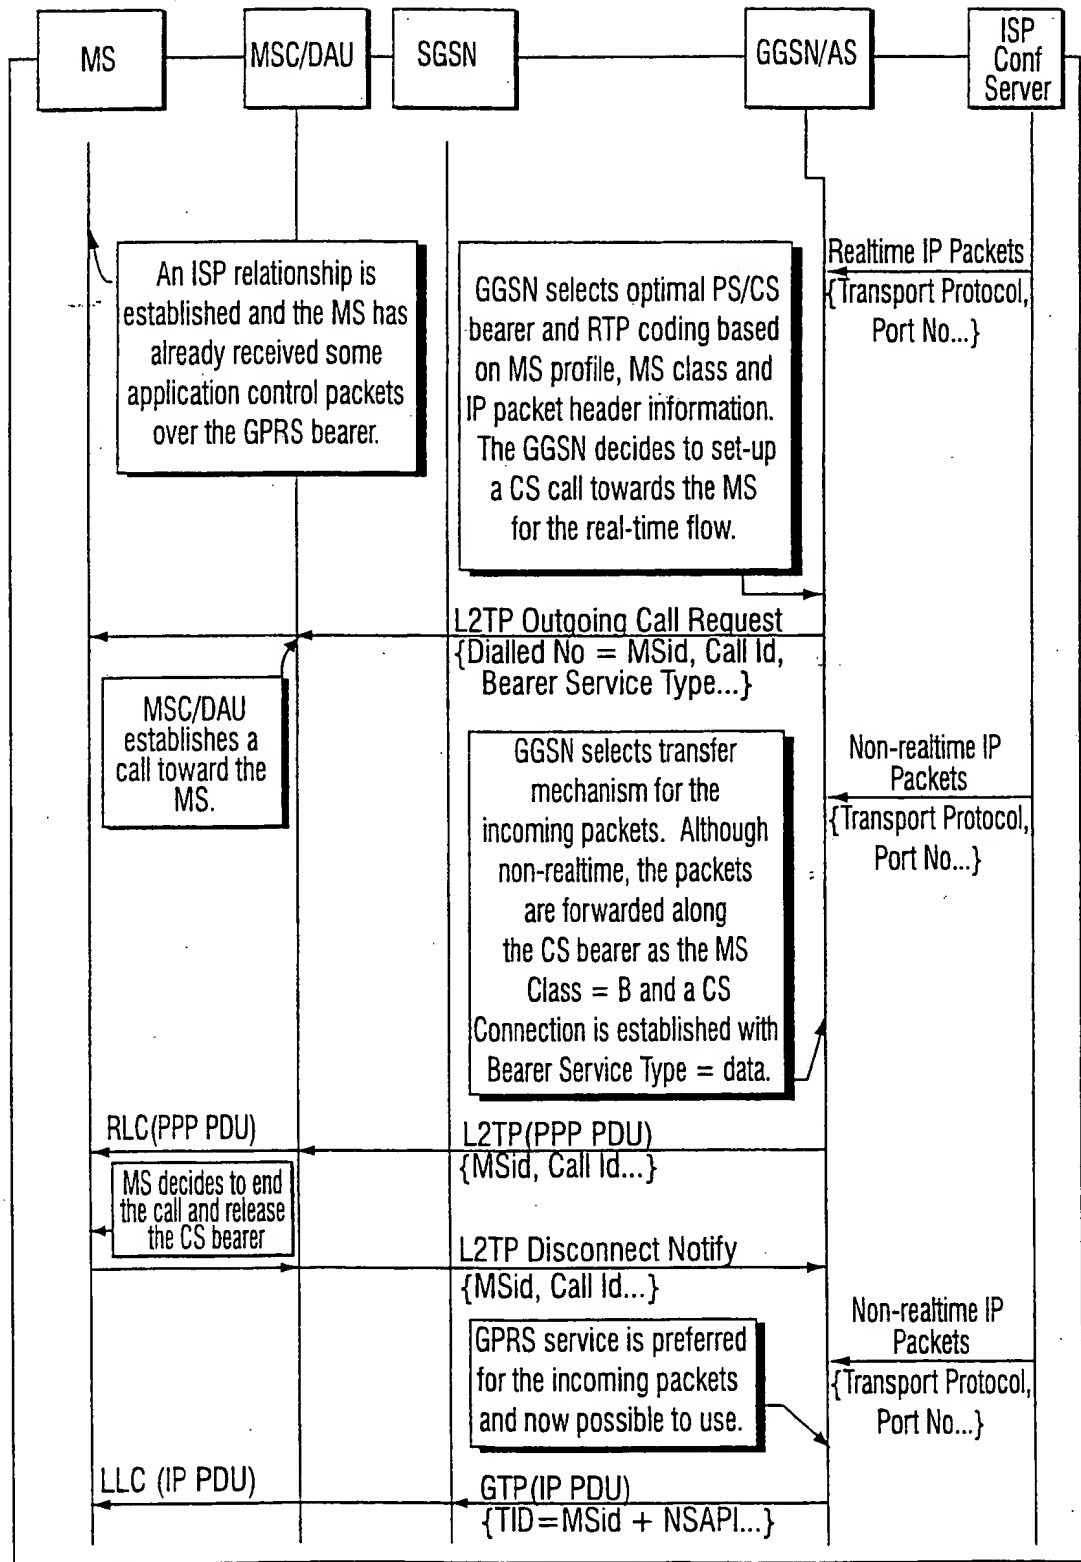 MS
MSC/DAU
SGSN
GGSN/AS
ISP
Conf
Server
An ISP relationship is
established and the MS has
already received some
application control packets
over the GPRS bearer.
GGSN selects optimal PS/CS
bearer and RTP coding based
on MS profile, MS class and
IP packet header information.
The GGSN decides to set-up
a CS call towards the MS
for the real-time flow.
Realtime IP Packets
{Transport Protocol,
Port No...}
L2TP Outgoing Call Request
{Dialled No = MSid, Call Id,
Bearer Service Type...}
MSC/DAU
establishes a
call toward the
MS.
GGSN selects transfer
mechanism for the
incoming packets. Although
non-realtime, the packets
are forwarded along
the CS bearer as the MS
Class = B and a CS
Connection is established with
Bearer Service Type = data.
Non-realtime IP
Packets
{Transport Protocol,
Port No...}
RLC(PPP PDU)
L2TP(PPP PDU)
{MSid, Call Id...}
MS decides to end
the call and release
the CS bearer
L2TP Disconnect Notify
{MSid, Call Id...}
GPRS service is preferred
for the incoming packets
and now possible to use.
Non-realtime IP
Packets
{Transport Protocol,
Port No...}
LLC (IP PDU)
GTP(IP PDU)
{TID=MSid + NSAPI...}